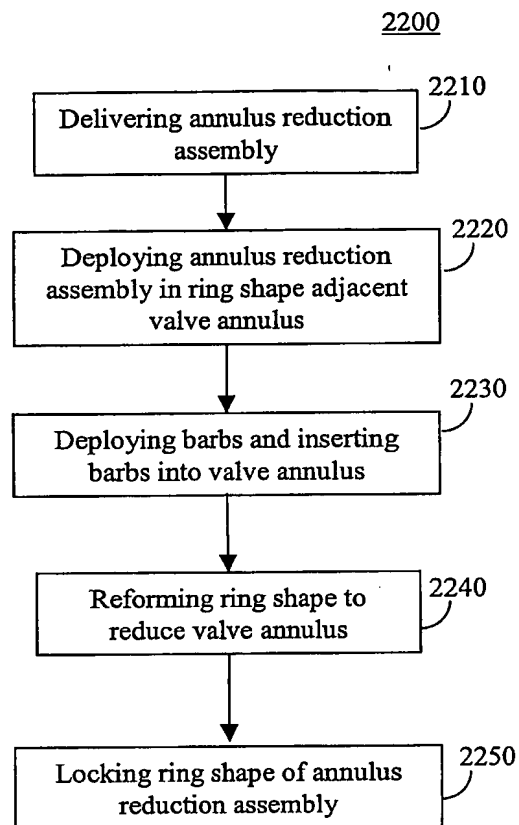 2200
2210
Delivering annulus reduction
assembly
2220
Deploying annulus reduction
assembly in ring shape adjacent
valve annulus
2230
Deploying barbs and inserting
barbs into valve annulus
2240
Reforming ring shape to
reduce valve annulus
2250
Locking ring shape of annulus
reduction assembly